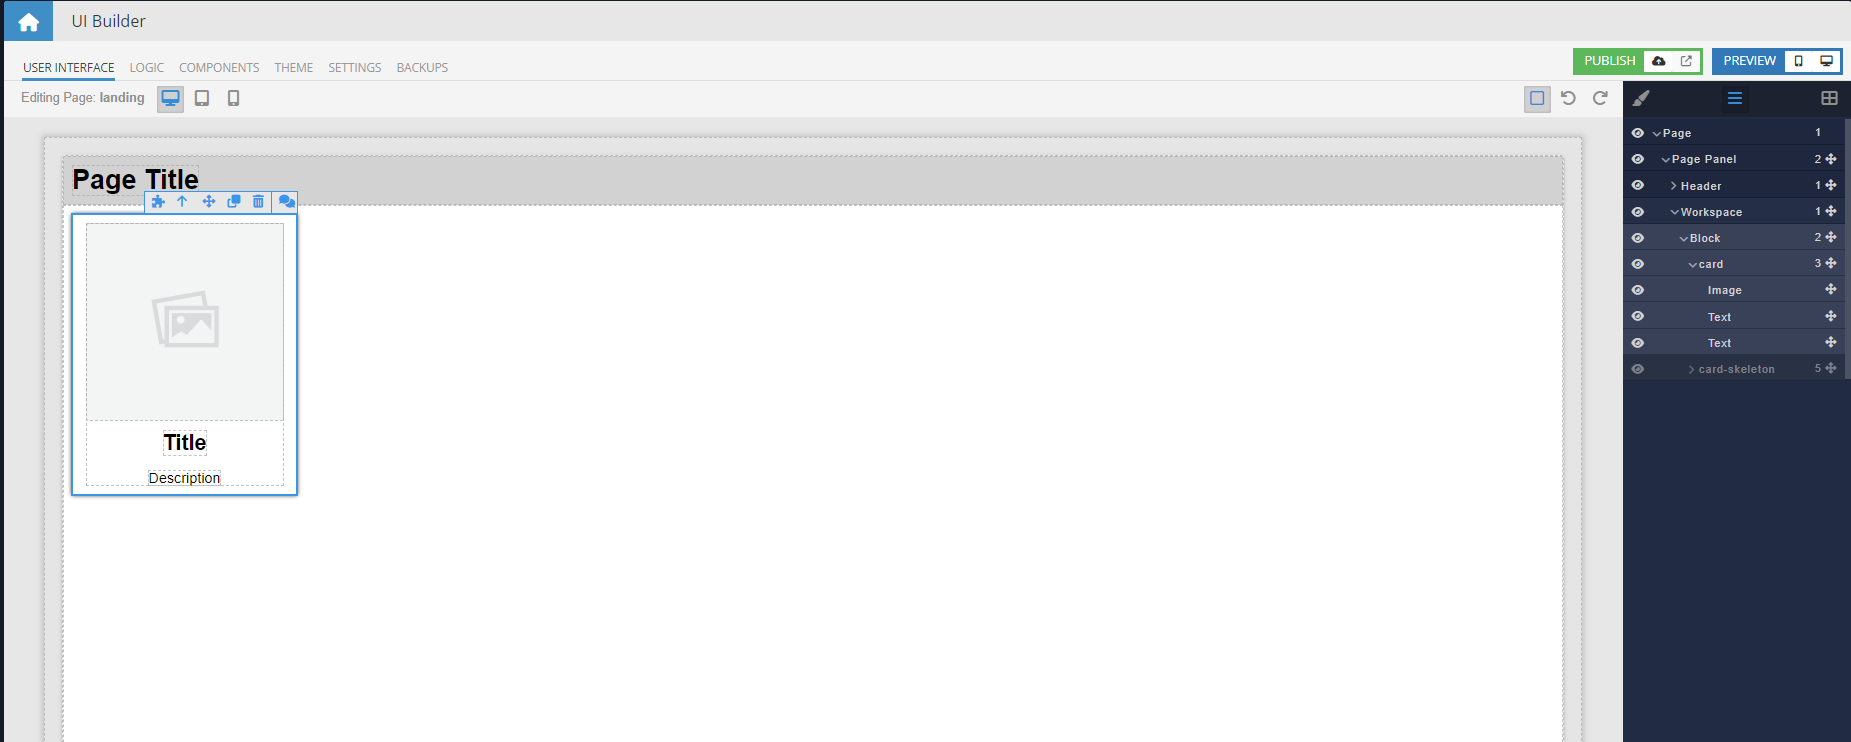 UI Builder
USER INTERFACE LOGIC COMPONENTS THEME SETTINGS BACKUPS
PUBLISH PREVIEW
Editing Page: landing
Page Title
Title
Description
Page 1
Page Panel 2
Header 1
Workspace 1
Block 2
card 3
Image
Text
Text
card-skeleton 5